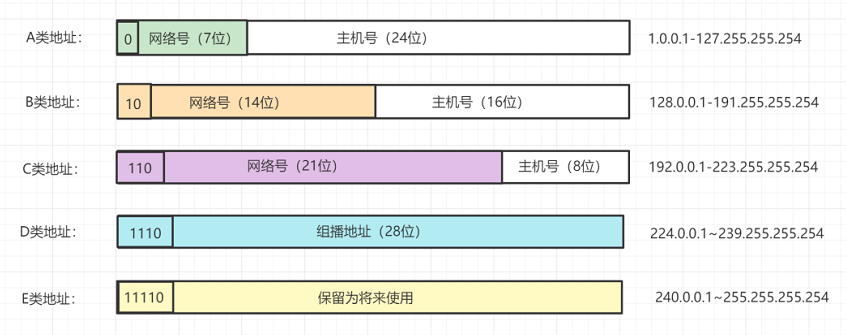 A类地址： 0 网络号（7位） 主机号（24位） 1.0.0.1-127.255.255.254
B类地址： 10 网络号（14位） 主机号（16位） 128.0.0.1-191.255.255.254
C类地址： 110 网络号（21位） 主机号（8位） 192.0.0.1-223.255.255.254
D类地址： 1110 组播地址（28位） 224.0.0.1~239.255.255.254
E类地址： 11110 保留为将来使用 240.0.0.1~255.255.255.254